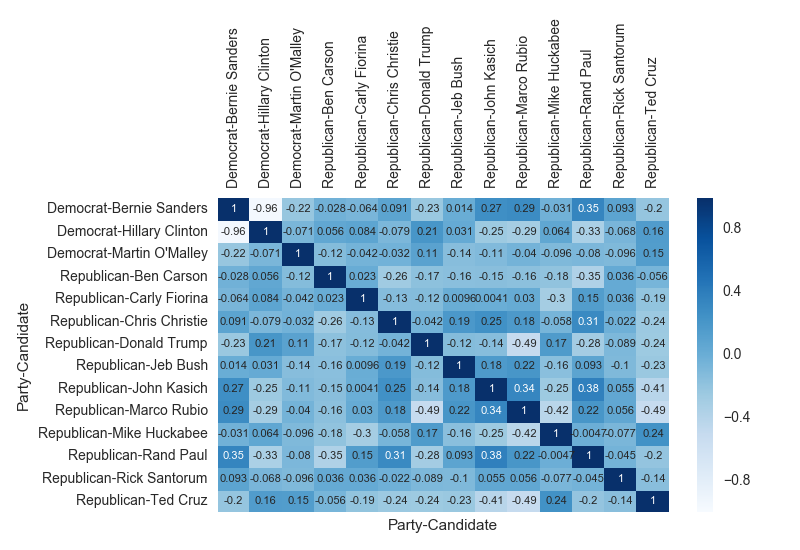 Democrat-Bernie Sanders
Democrat-Hillary Clinton
Democrat-Martin O'Malley
Republican-Ben Carson
Republican-Carly Fiorina
Republican-Chris Christie
Republican-Donald Trump
Republican-Jeb Bush
Republican-John Kasich
Republican-Marco Rubio
Republican-Mike Huckabee
Republican-Rand Paul
Republican-Rick Santorum
Republican-Ted Cruz
Democrat-Bernie Sanders 1 -0.96 -0.22 -0.028 -0.064 0.091 -0.23 0.014 0.27 0.29 -0.031 0.35 0.093 -0.2
Democrat-Hillary Clinton -0.96 1 -0.071 0.056 0.084 -0.079 0.21 0.031 -0.25 -0.29 0.064 -0.33 -0.068 0.16
Democrat-Martin O'Malley -0.22 -0.071 1 -0.12 -0.042 -0.032 0.11 -0.14 -0.11 -0.04 -0.096 -0.08 -0.096 0.15
Republican-Ben Carson -0.028 0.056 -0.12 1 0.023 -0.26 -0.17 -0.16 -0.15 -0.16 -0.18 -0.35 0.036 -0.056
Republican-Carly Fiorina -0.064 0.084 -0.042 0.023 1 -0.13 -0.12 0.0096 0.0041 0.03 -0.3 0.15 0.036 -0.19
Republican-Chris Christie 0.091 -0.079 -0.032 -0.26 -0.13 1 -0.042 0.19 0.25 0.18 -0.058 0.31 -0.022 -0.24
Republican-Donald Trump -0.23 0.21 0.11 -0.17 -0.12 -0.042 1 -0.12 -0.14 -0.49 0.17 -0.28 -0.089 -0.24
Republican-Jeb Bush 0.014 0.031 -0.14 -0.16 0.0096 0.19 -0.12 1 0.18 0.22 -0.16 0.093 -0.1 -0.23
Republican-John Kasich 0.27 -0.25 -0.11 -0.15 0.0041 0.25 -0.14 0.18 1 0.34 -0.25 0.38 0.055 -0.41
Republican-Marco Rubio 0.29 -0.29 -0.04 -0.16 0.03 0.18 -0.49 0.22 0.34 1 -0.42 0.22 0.056 -0.49
Republican-Mike Huckabee -0.031 0.064 -0.096 -0.18 -0.3 -0.058 0.17 -0.16 -0.25 -0.42 1 -0.0047 -0.077 0.24
Republican-Rand Paul 0.35 -0.33 -0.08 -0.35 0.15 0.31 -0.28 0.093 0.38 0.22 -0.0047 1 -0.045 -0.2
Republican-Rick Santorum 0.093 -0.068 -0.096 0.036 0.036 -0.022 -0.089 -0.1 0.055 0.056 -0.077 -0.045 1 -0.14
Republican-Ted Cruz -0.2 0.16 0.15 -0.056 -0.19 -0.24 -0.24 -0.23 -0.41 -0.49 0.24 -0.2 -0.14 1
Party-Candidate
Party-Candidate
0.8
0.4
0.0
-0.4
-0.8